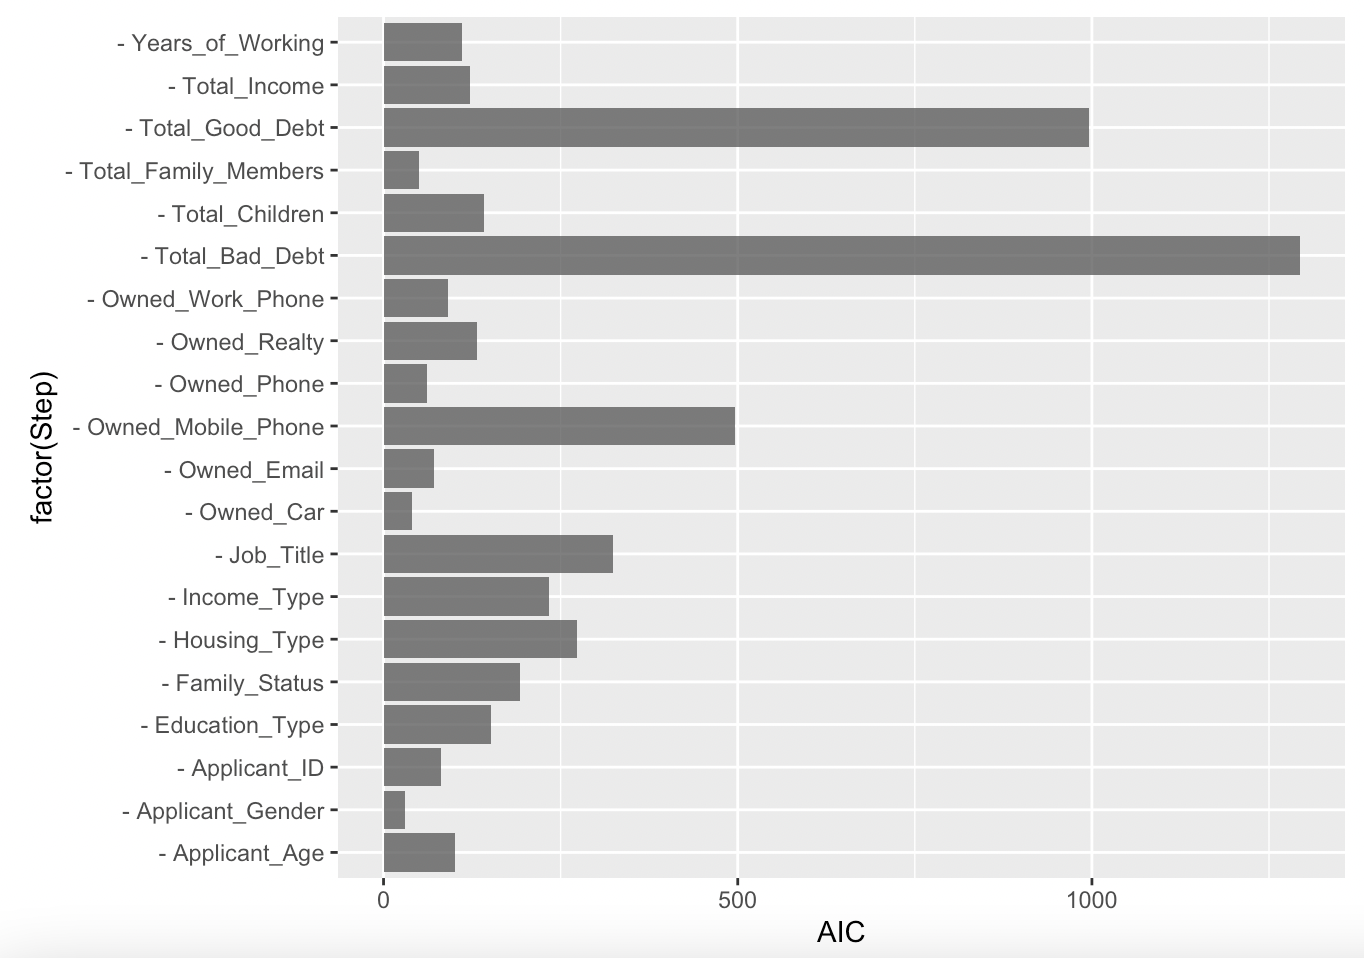 - Years_of_Working
- Total_Income
- Total_Good_Debt
- Total_Family_Members
- Total_Children
- Total_Bad_Debt
- Owned_Work_Phone
- Owned_Realty
- Owned_Phone
- Owned_Mobile_Phone
- Owned_Email
- Owned_Car
- Job_Title
- Income_Type
- Housing_Type
- Family_Status
- Education_Type
- Applicant_ID
- Applicant_Gender
- Applicant_Age
factor(Step)
0 500 1000
AIC